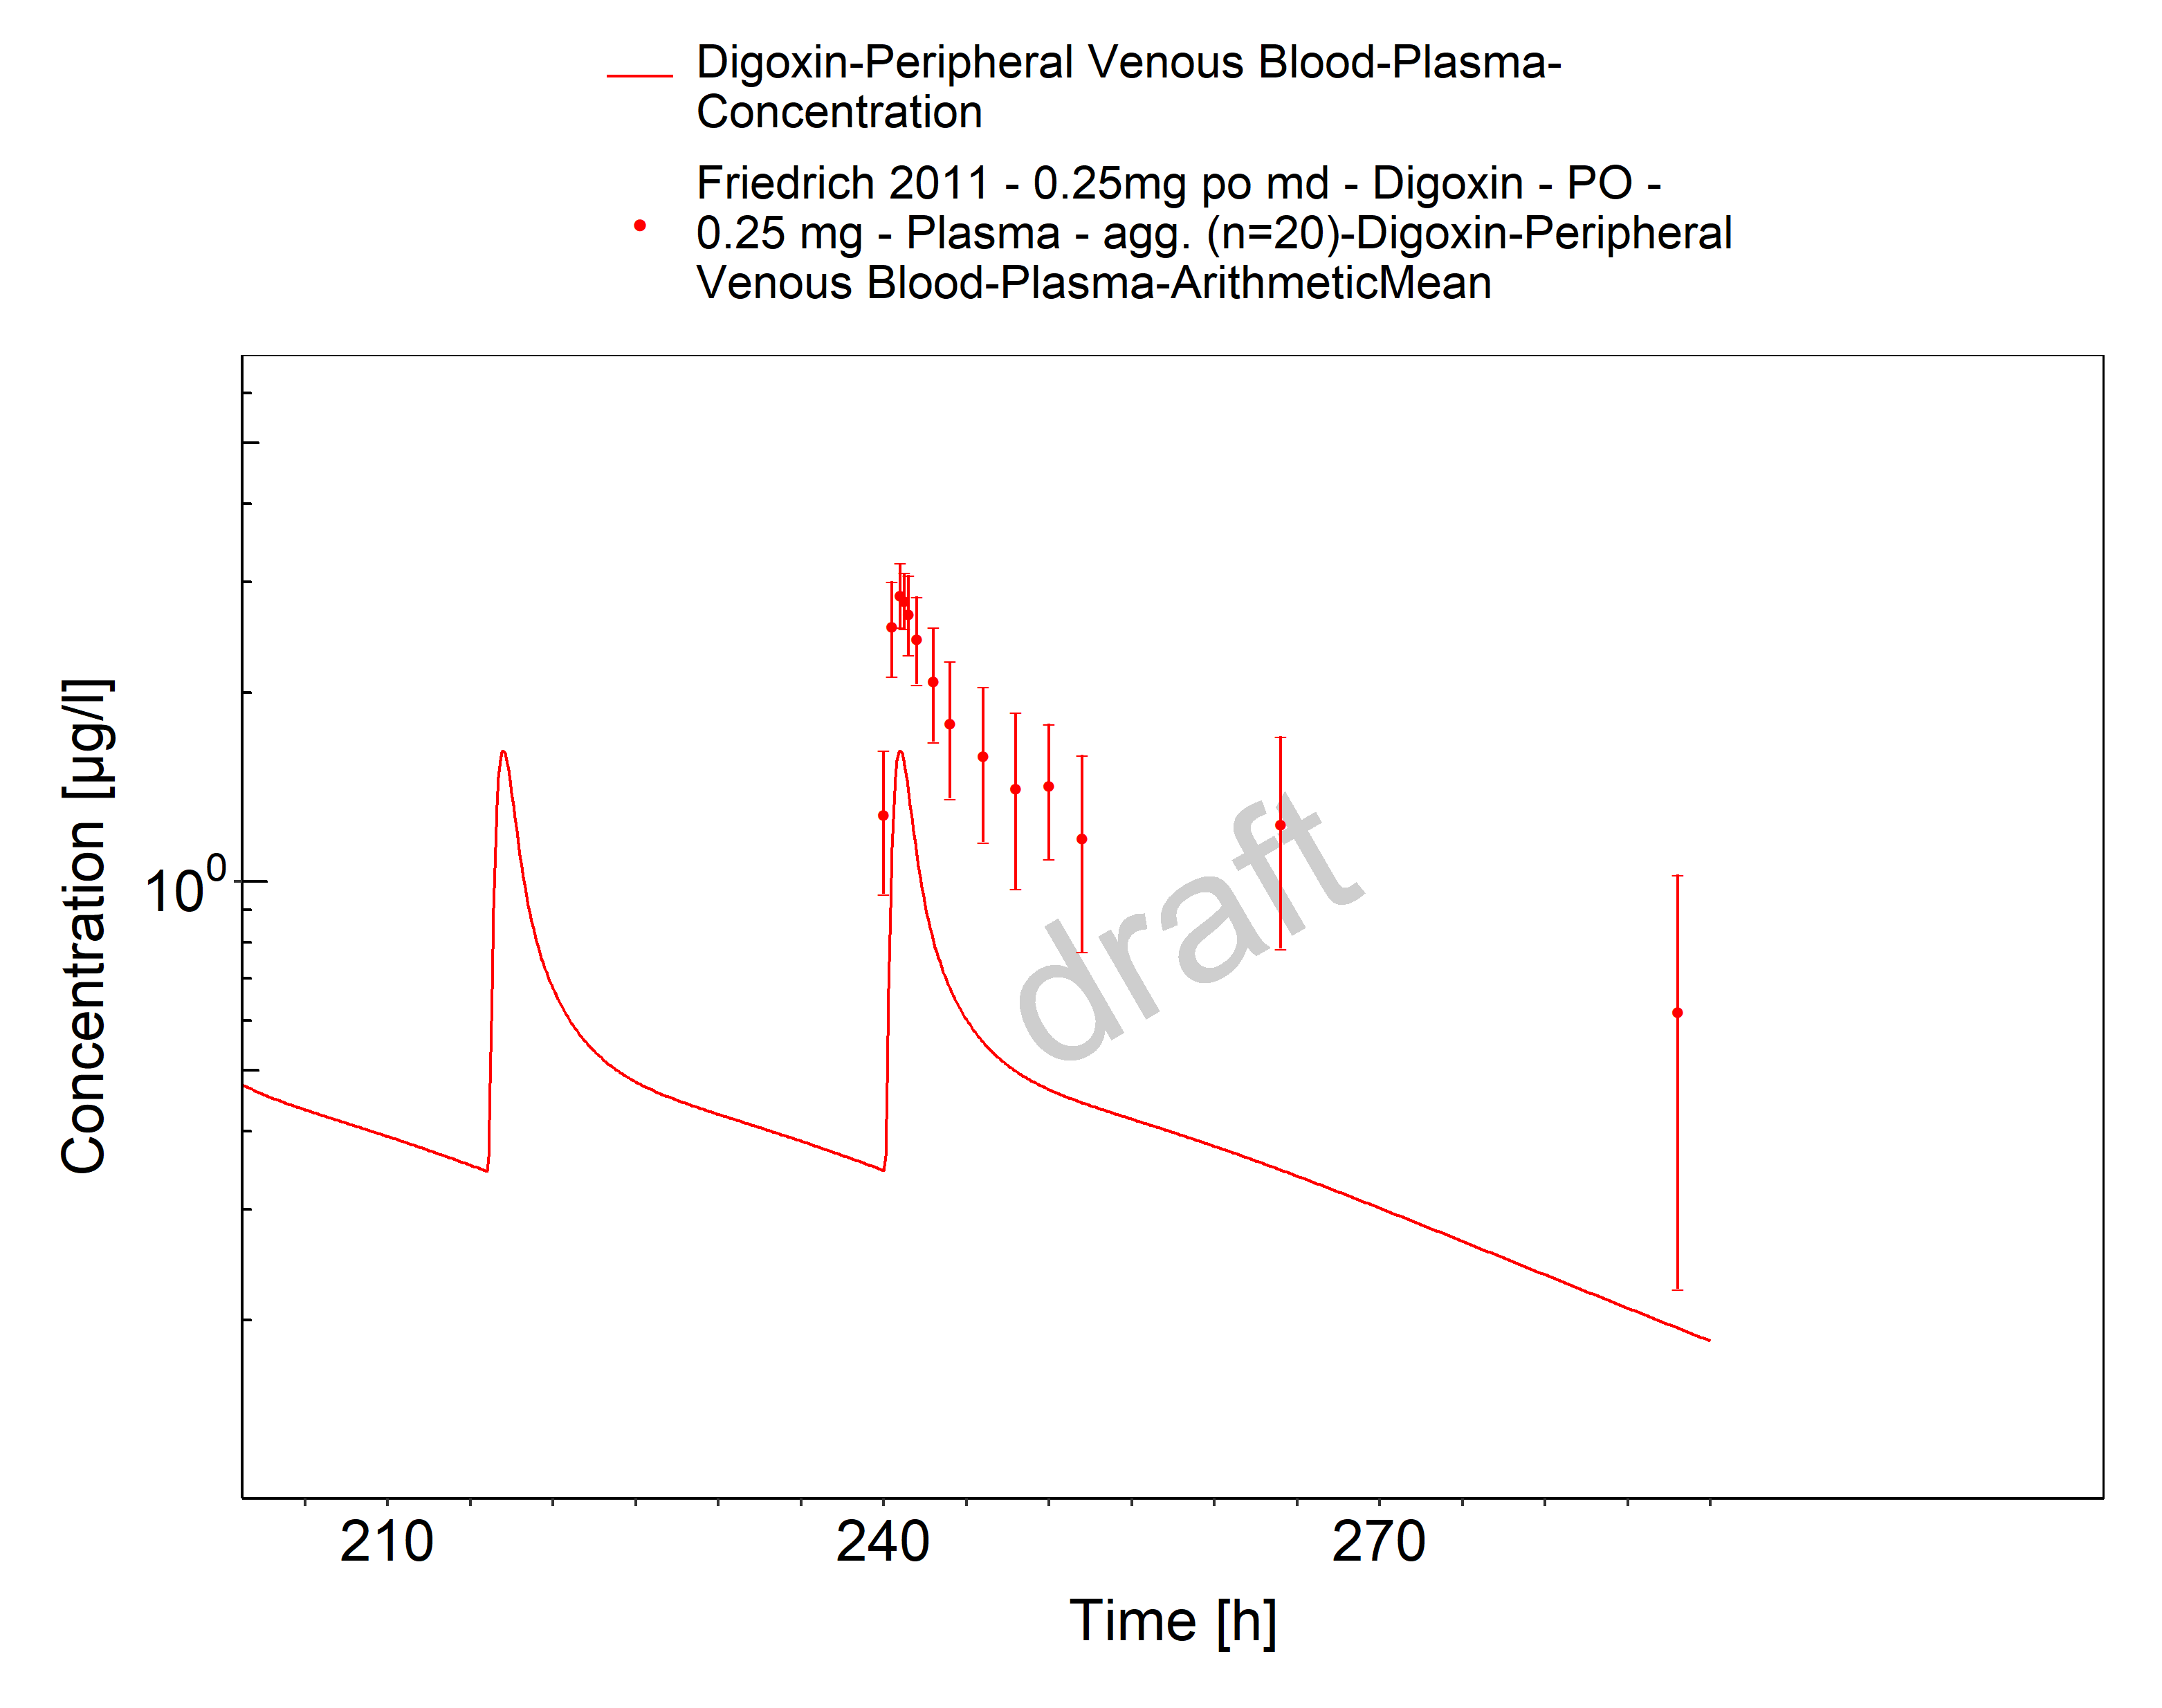 Digoxin-Peripheral Venous Blood-Plasma-
Concentration
Friedrich 2011 - 0.25mg po md - Digoxin - PO -
0.25 mg - Plasma - agg. (n=20)-Digoxin-Peripheral
Venous Blood-Plasma-ArithmeticMean
Concentration [µg/l]
10⁰
draft
210 240 270
Time [h]